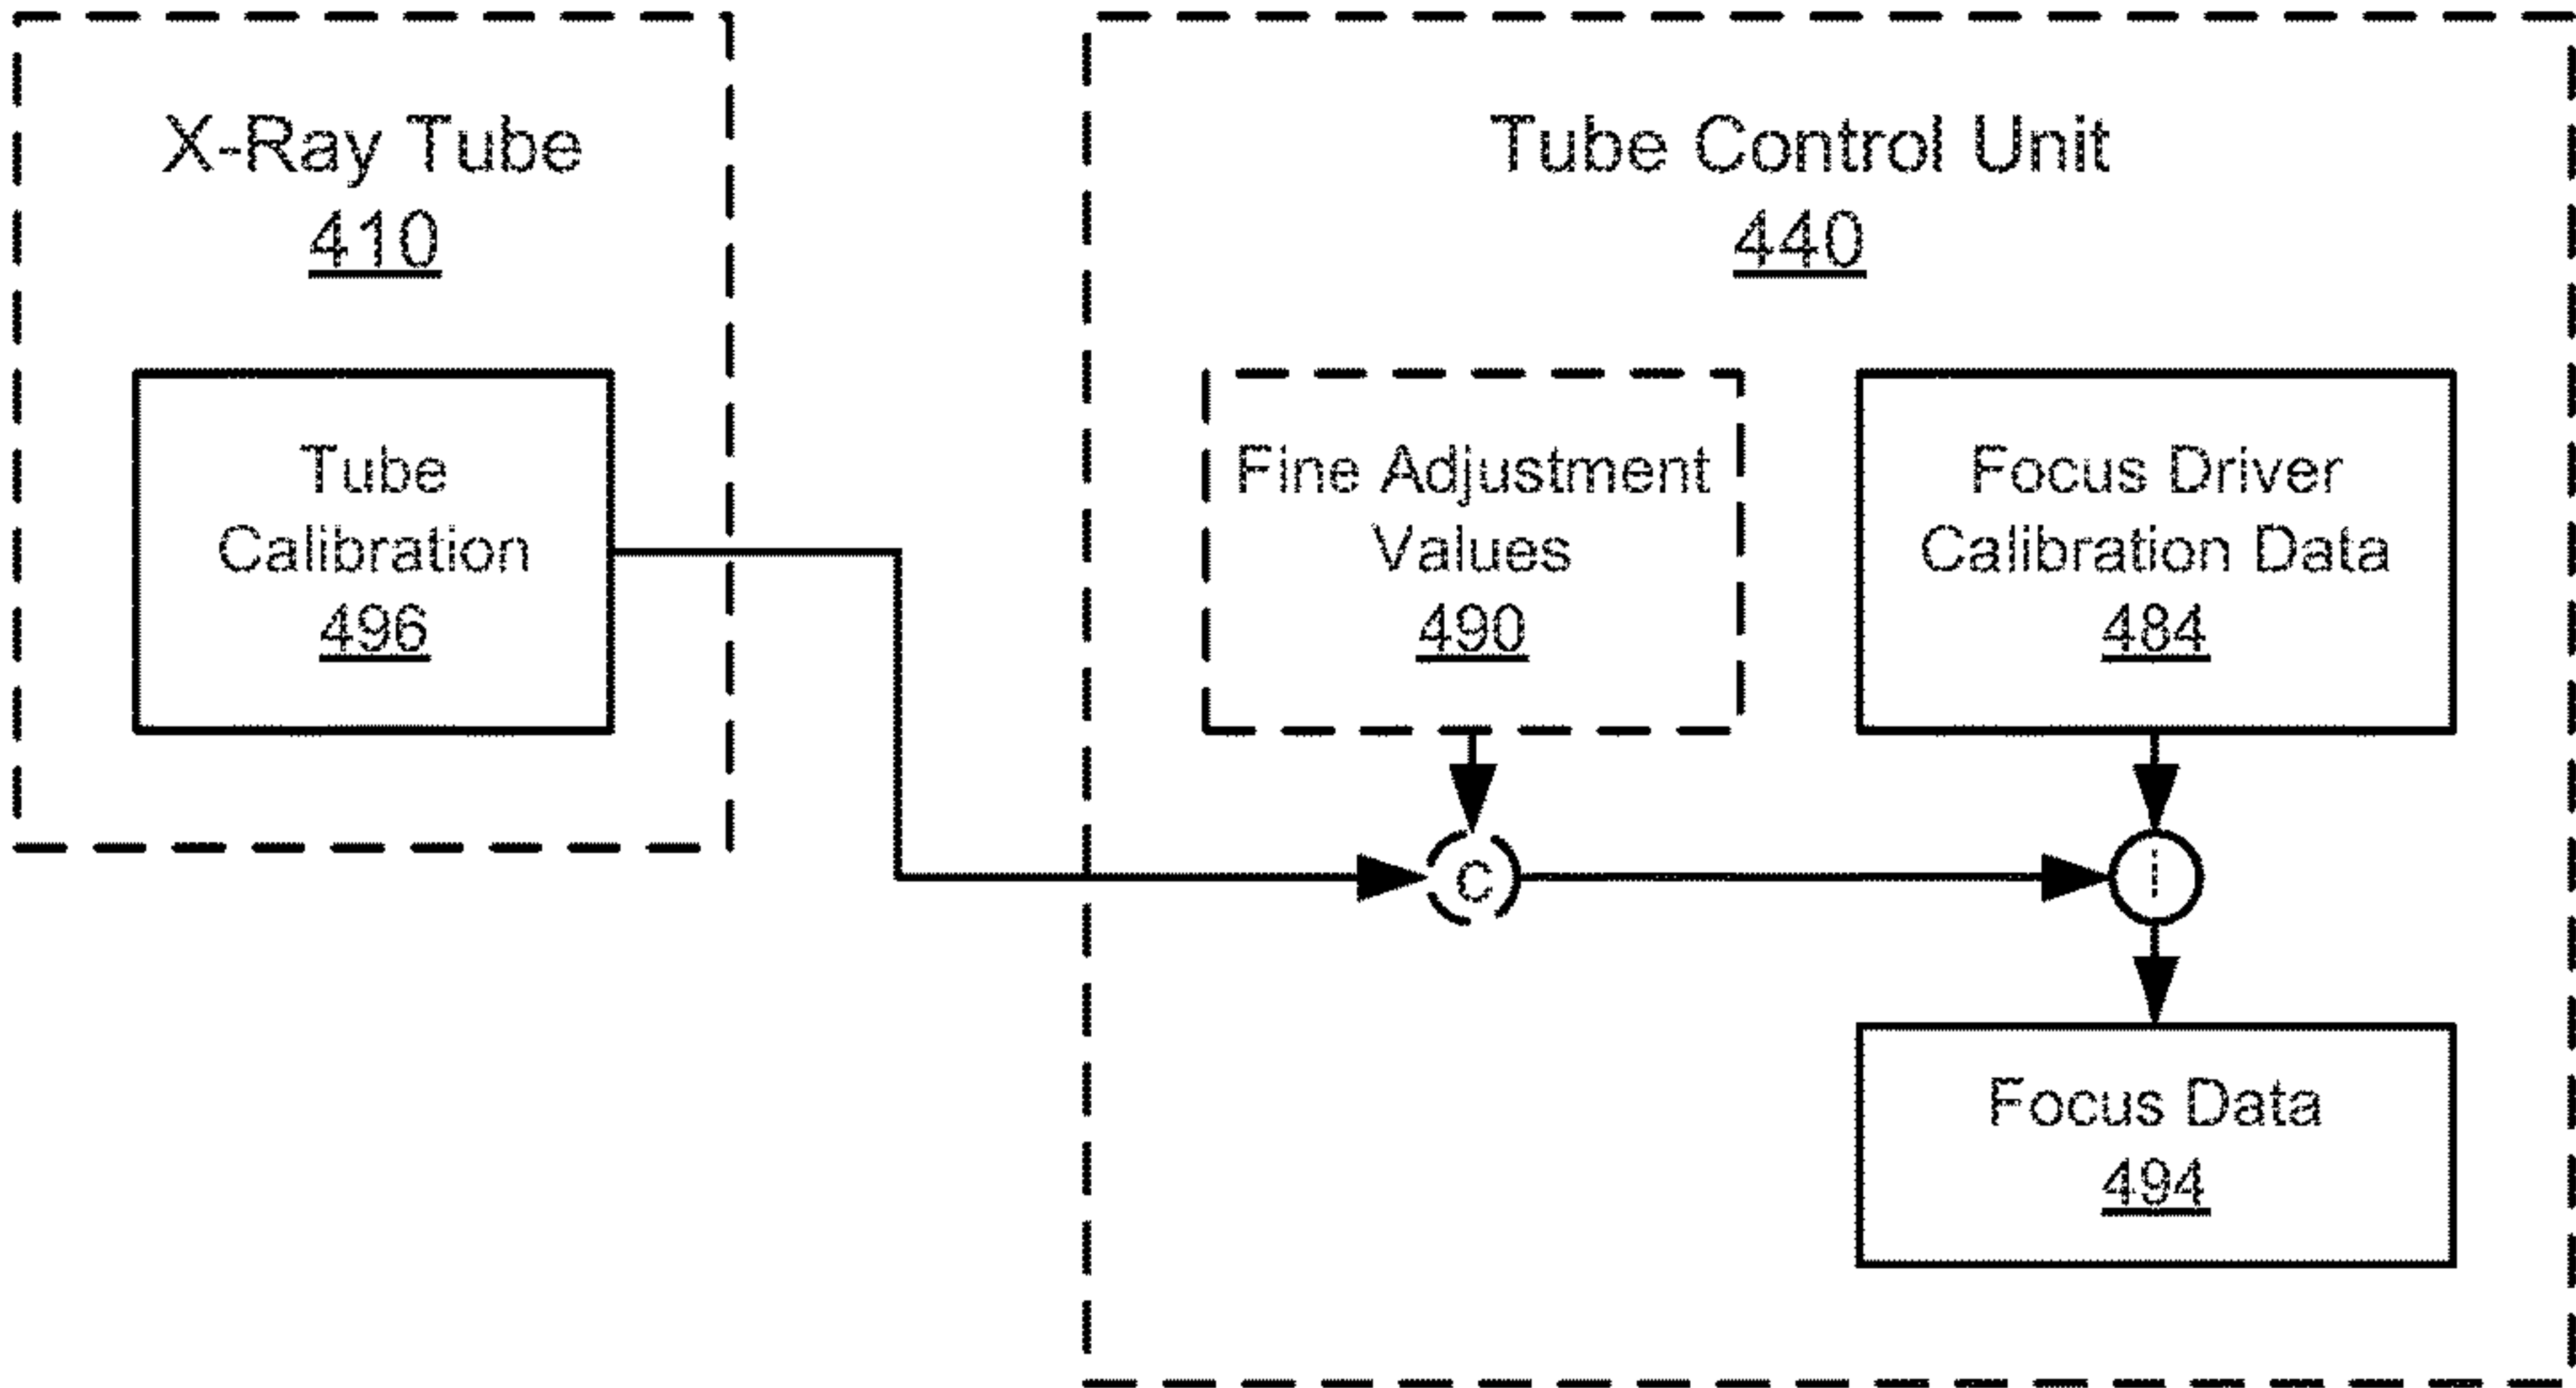 X-Ray Tube
410
Tube
Calibration
496
Tube Control Unit
440
Fine Adjustment
Values
490
Focus Driver
Calibration Data
484
C
I
Focus Data
494